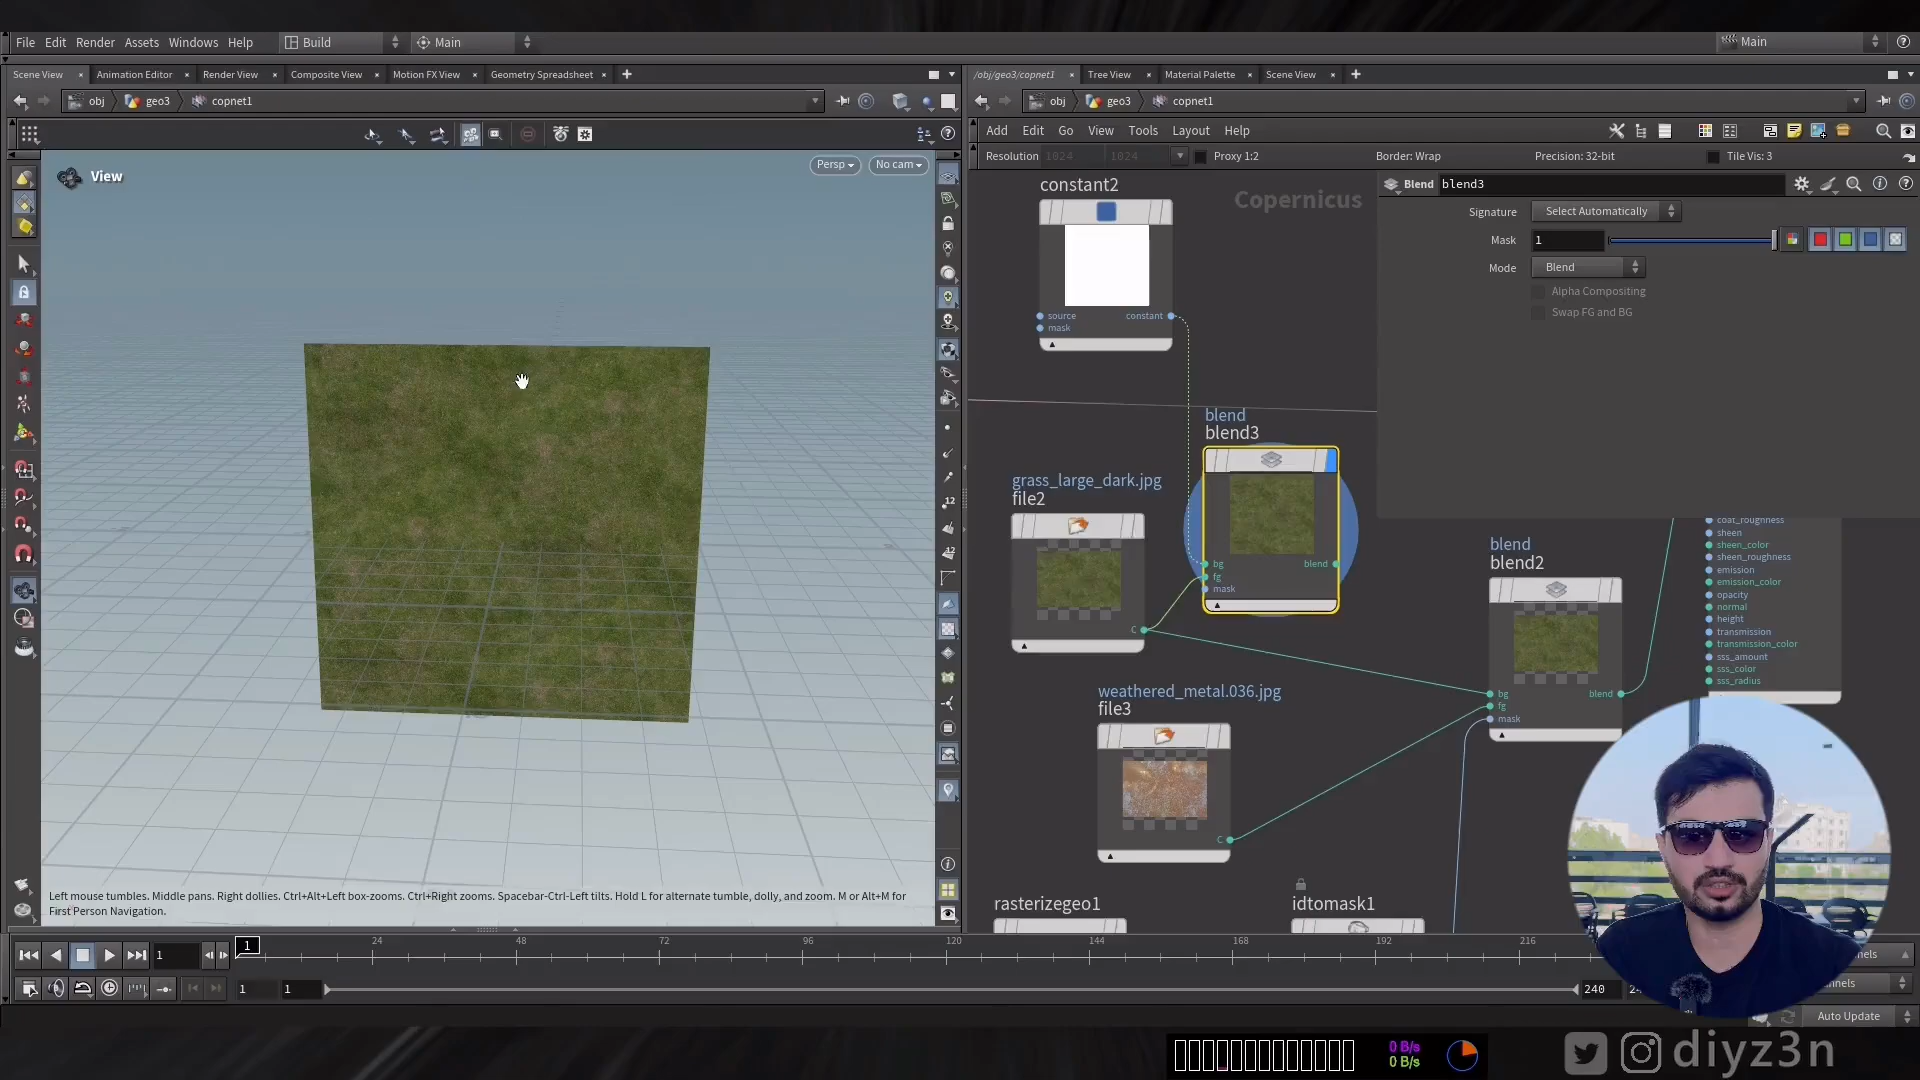 File Edit Render Assets Windows Help Build Main Main
Scene View Animation Editor Render View Composite View Motion FX View Geometry Spreadsheet
/obj/geo3/copnet1 Tree View Material Palette Scene View
obj geo3 copnet1
obj geo3 copnet1
Add Edit Go View Tools Layout Help
Resolution 1024 1024 Proxy 1:2 Border: Wrap Precision: 32-bit Tile Vis: 3
View
Persp No cam
Copernicus
Blend blend3
Signature Select Automatically
Mask 1
Mode Blend
Alpha Compositing
Swap FG and BG
constant2
source constant
mask
blend
blend3
bg blend
fg
mask
grass_large_dark.jpg
file2
C
weathered_metal.036.jpg
file3
C
blend
blend2
bg blend
fg
mask
coat_roughness
sheen
sheen_color
sheen_roughness
emission
emission_color
opacity
normal
height
transmission
transmission_color
sss_amount
sss_color
sss_radius
rasterizegeo1
idtomask1
12
12
Left mouse tumbles. Middle pans. Right dollies. Ctrl+Alt+Left box-zooms. Ctrl+Right zooms. Spacebar-Ctrl-Left tilts. Hold L for alternate tumble, dolly, and zoom. M or Alt+M for
First Person Navigation.
1 1 24 48 72 96 120 144 168 192 216
1 1 240
Auto Update
0 B/s
0 B/s
diyz3n